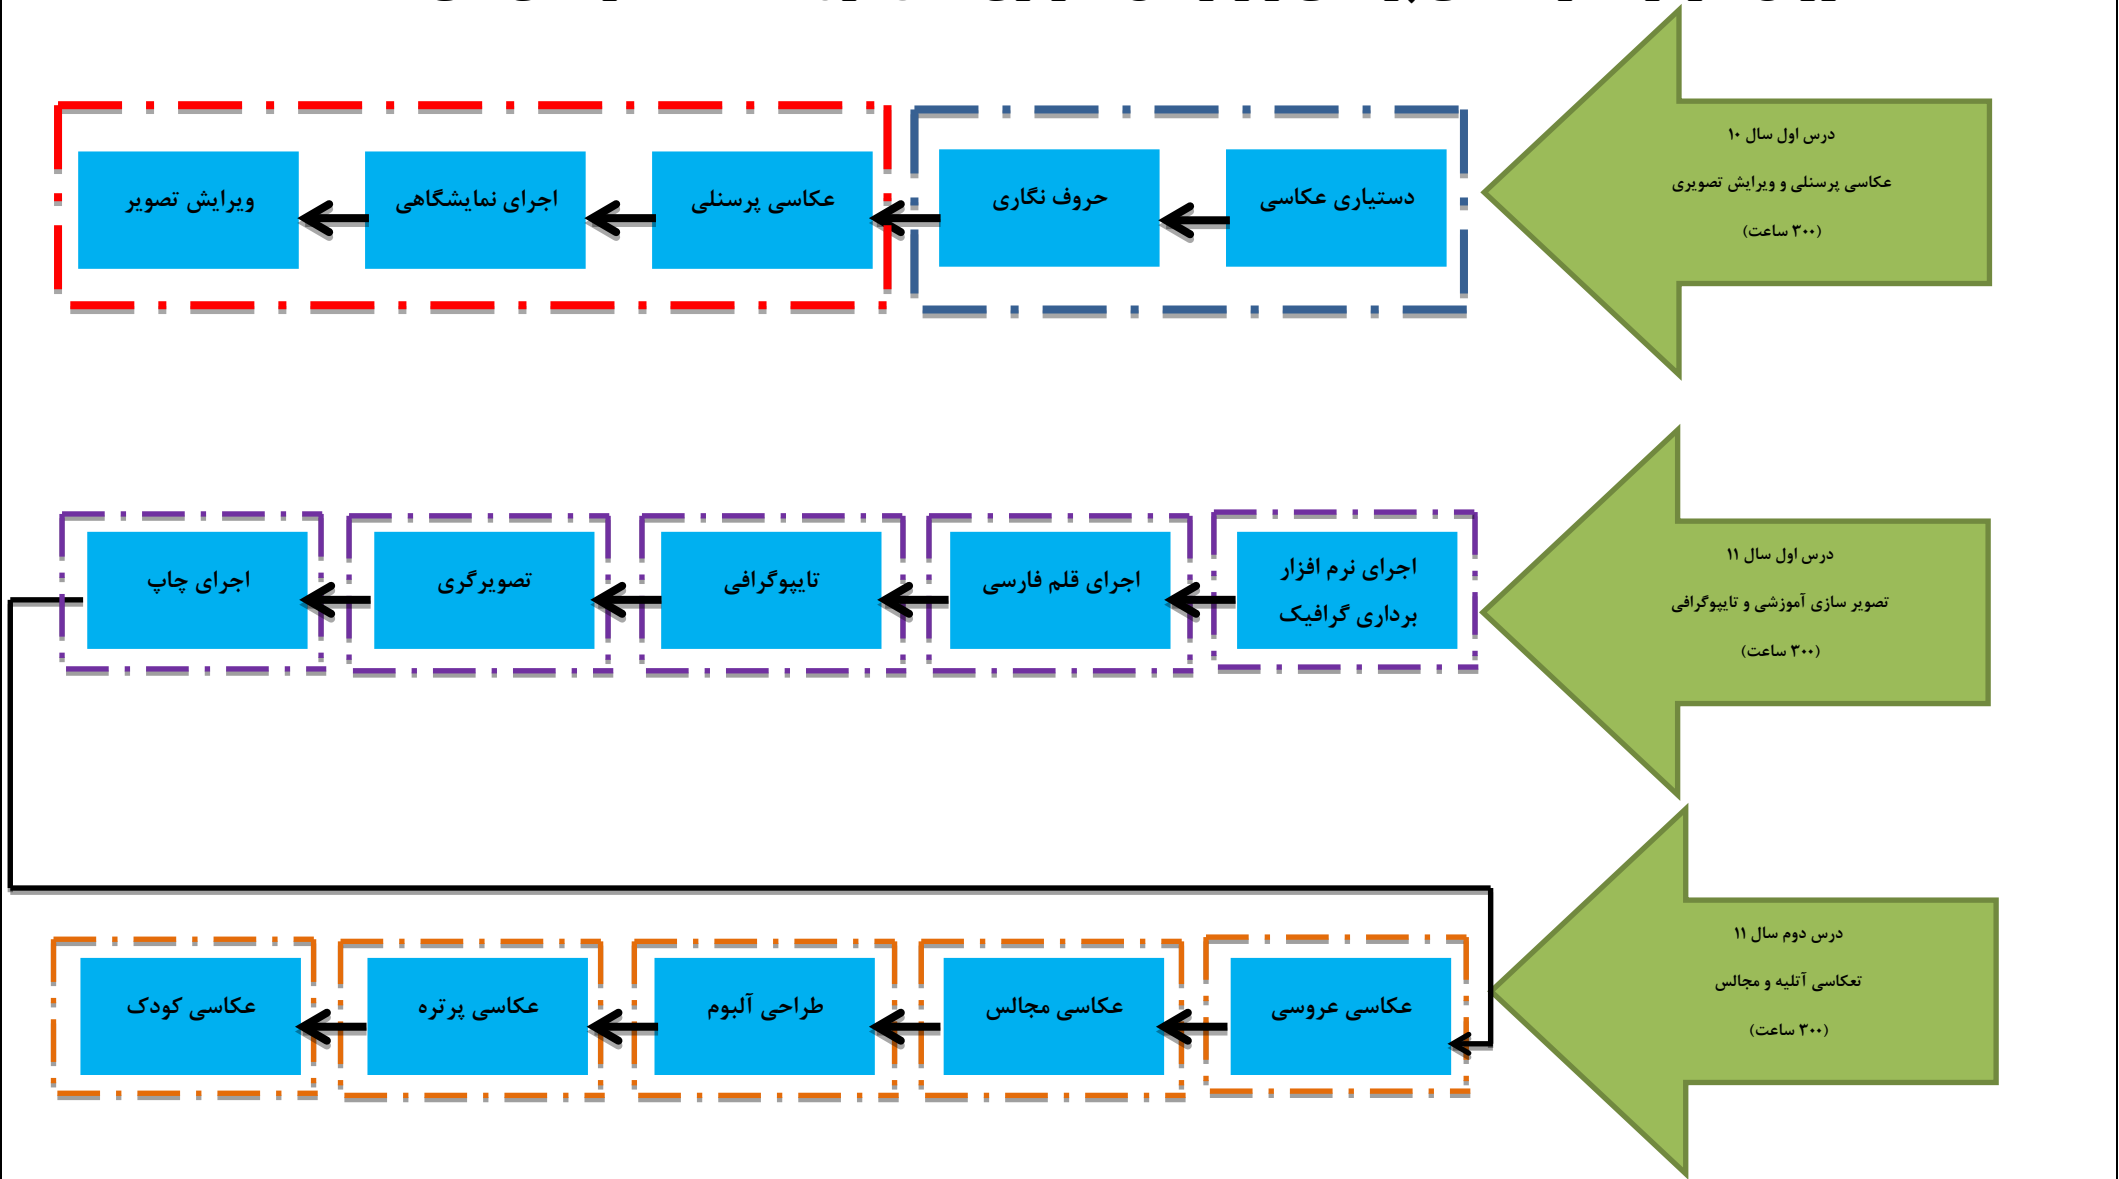 درس اول سال ۱۰
عکاسی پرسنلی و ویرایش تصویری
(۳۰۰ ساعت)
دستیاری عکاسی
حروف نگاری
عکاسی پرسنلی
اجرای نمایشگاهی
ویرایش تصویر
درس اول سال ۱۱
تصویر سازی آموزشی و تایپوگرافی
(۳۰۰ ساعت)
اجرای نرم افزار
برداری گرافیک
اجرای قلم فارسی
تایپوگرافی
تصویرگری
اجرای چاپ
درس دوم سال ۱۱
تعکاسی آتلیه و مجالس
(۳۰۰ ساعت)
عکاسی عروسی
عکاسی مجالس
طراحی آلبوم
عکاسی پرتره
عکاسی کودک